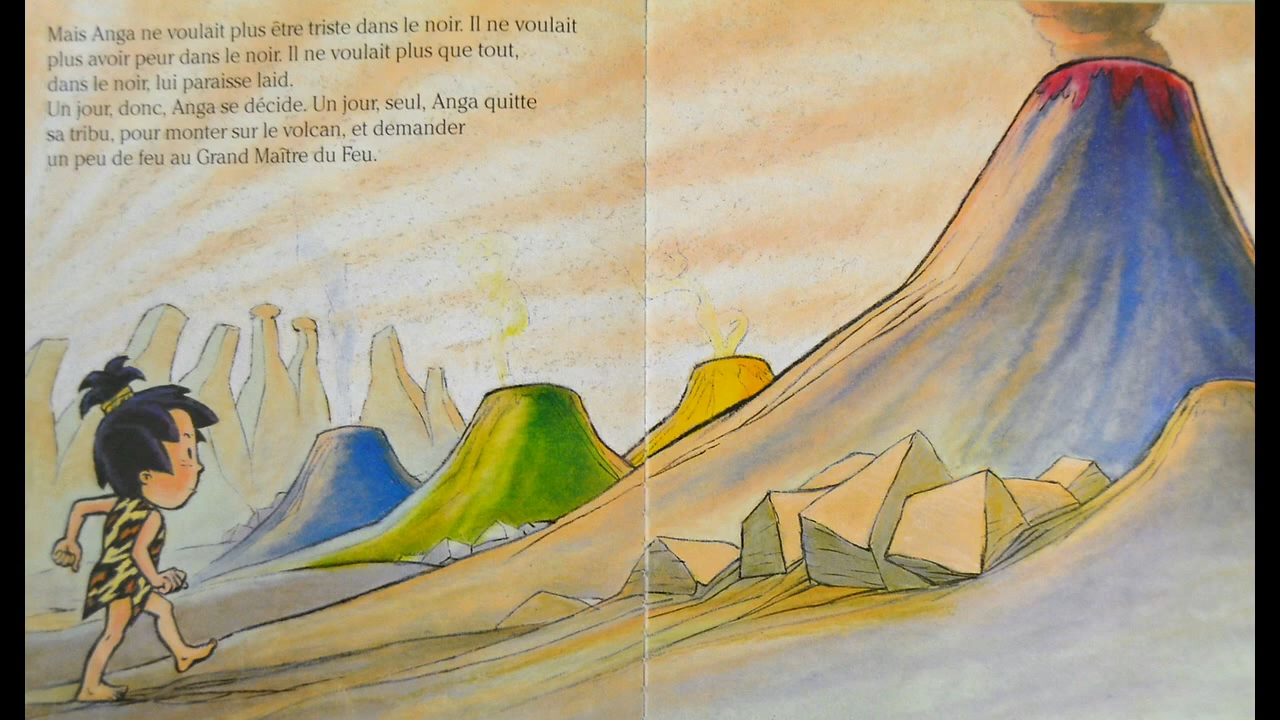 Mais Anga ne voulait plus être triste dans le noir. Il ne voulait
plus avoir peur dans le noir. Il ne voulait plus que tout,
dans le noir, lui paraisse laid.
Un jour, donc, Anga se décide. Un jour, seul, Anga quitte
sa tribu, pour monter sur le volcan, et demander
un peu de feu au Grand Maître du Feu.